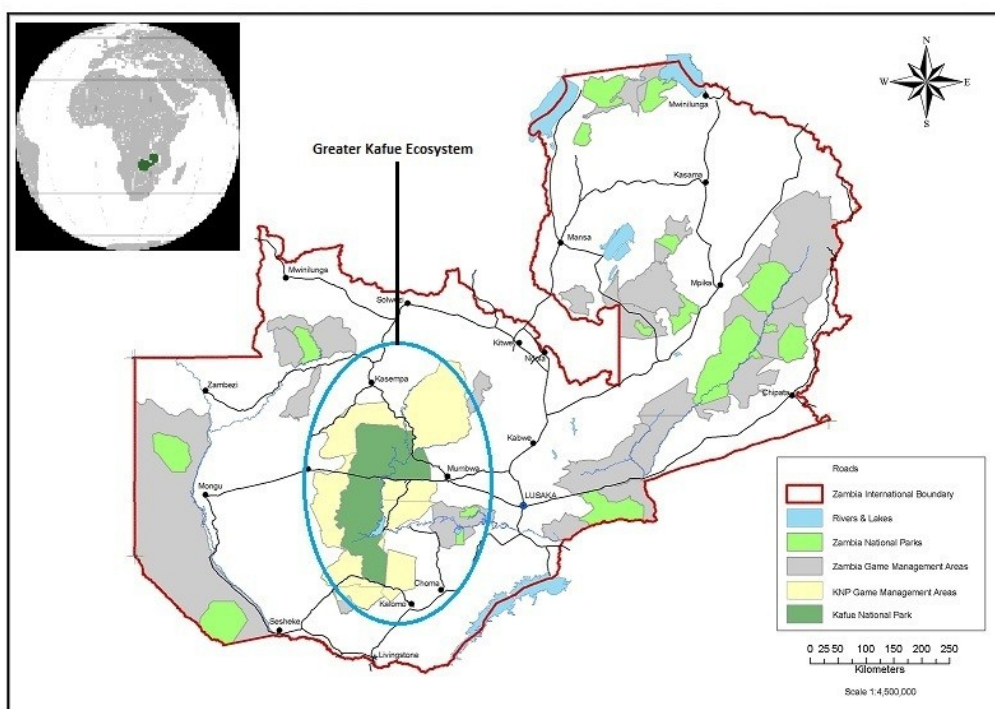 N
W
E
S
Greater Kafue Ecosystem
Mwinilunga
Kasama
Mansa
Mpika
Mwinilunga
Solwezi
Kitwe
Ndola
Kasempa
Zambezi
Chipata
Kabwe
Mumbwa
Mongu
LUSAKA
Choma
Kalomo
Sesheke
Livingstone
Roads
Zambia International Boundary
Rivers & Lakes
Zambia National Parks
Zambia Game Management Areas
KNP Game Management Areas
Kafue National Park
0 25 50 100 150 200 250
Kilometers
Scale 1:4,500,000